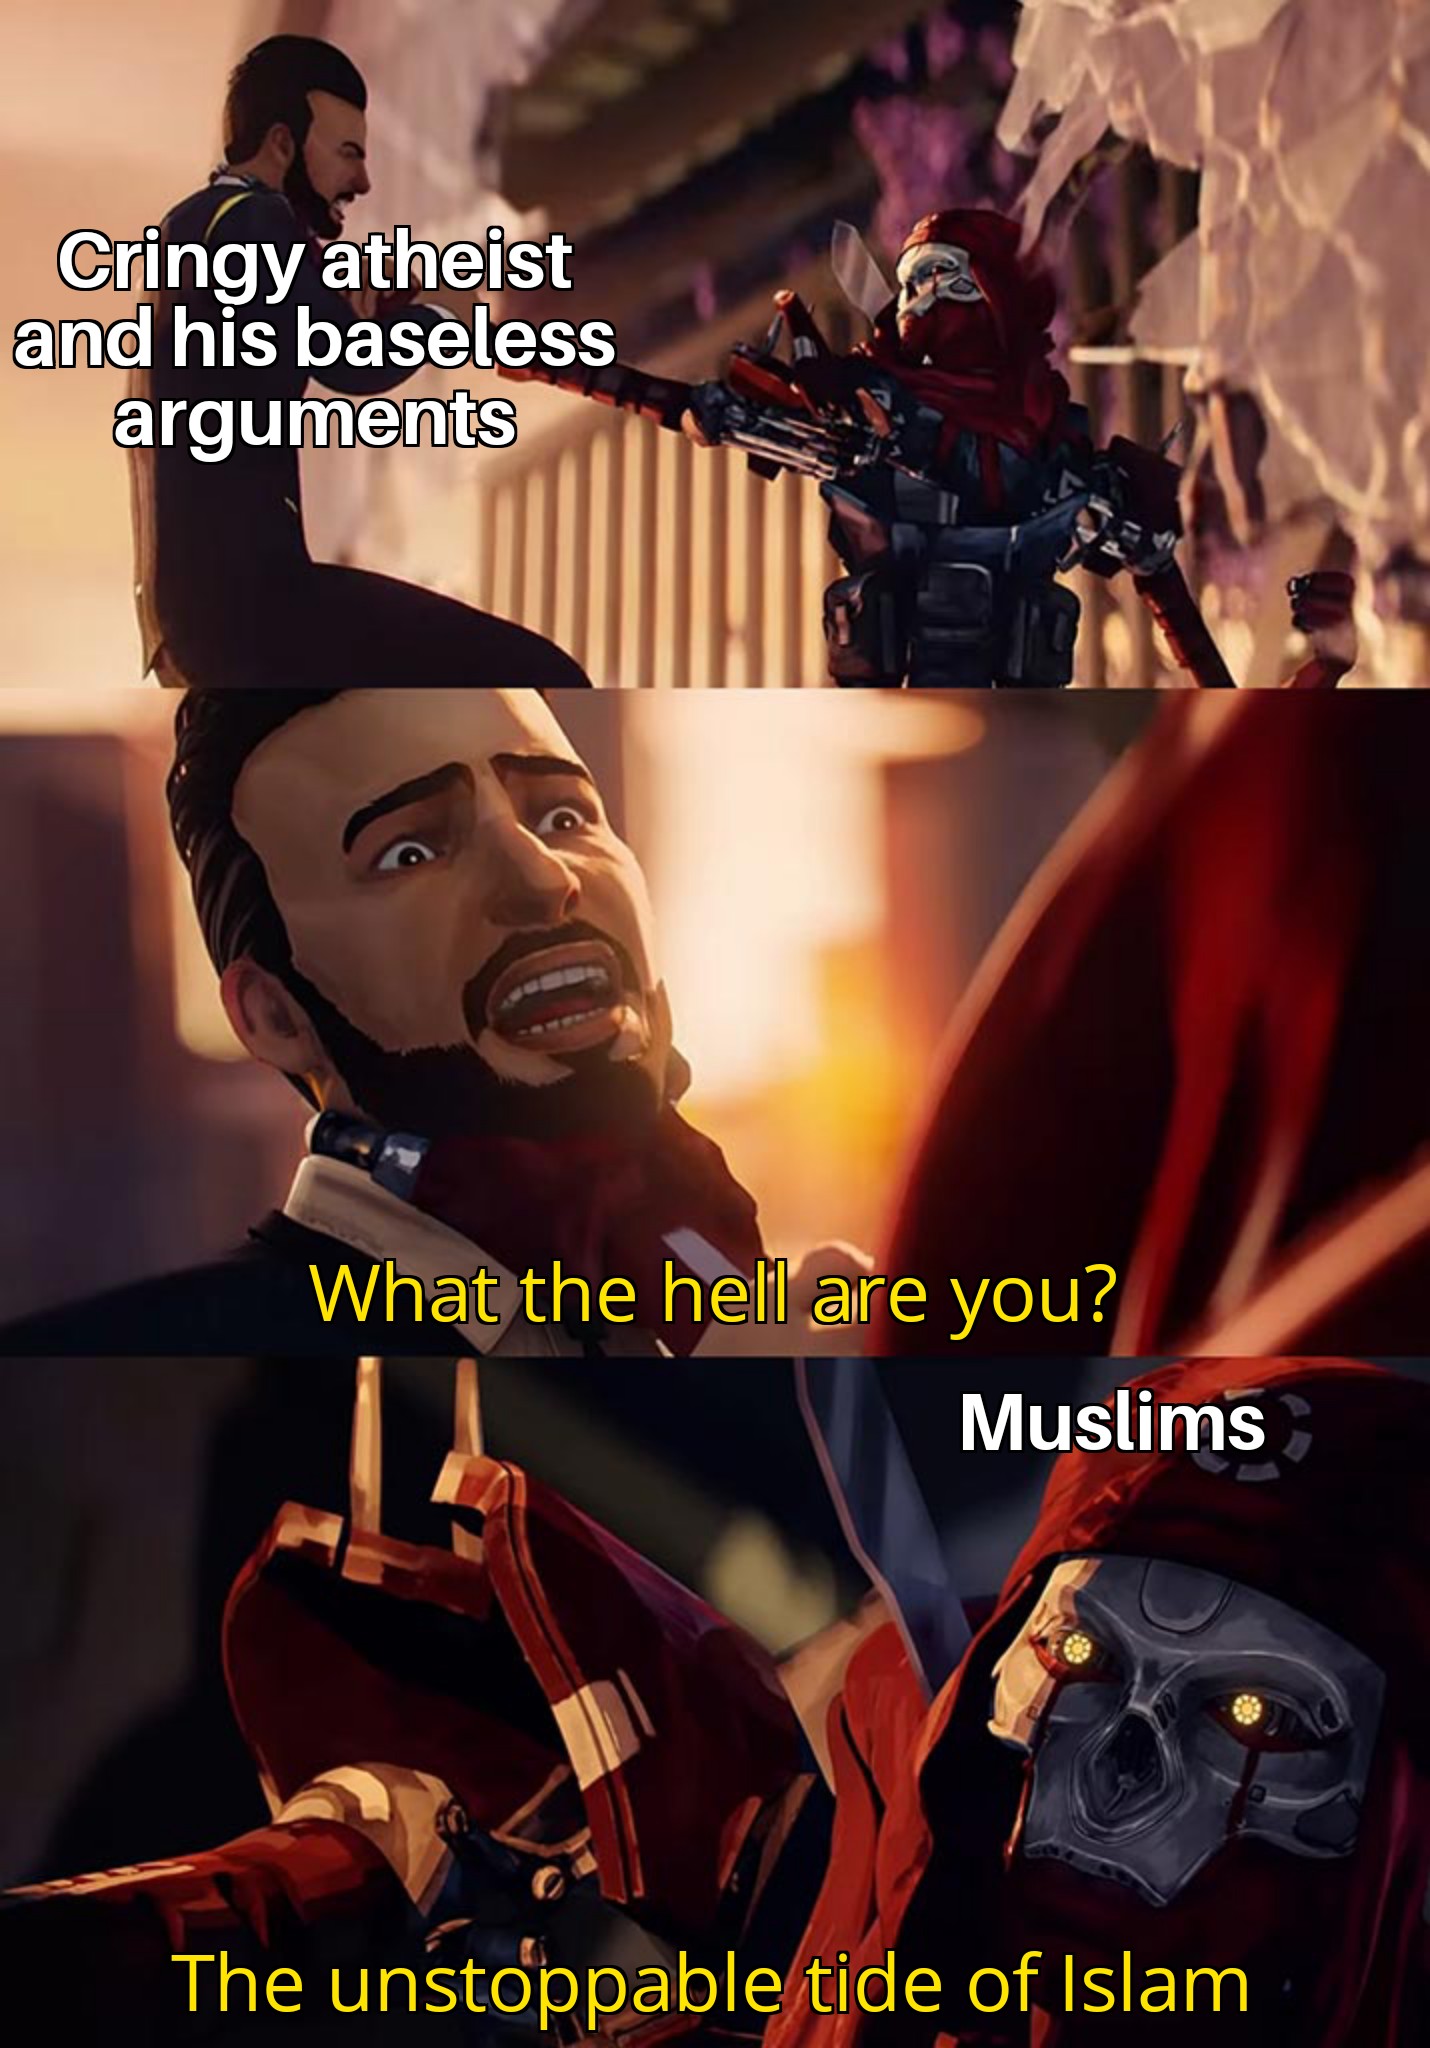 Cringy atheist
and his baseless
arguments
What the hell are you?
Muslims
The unstoppable tide of Islam